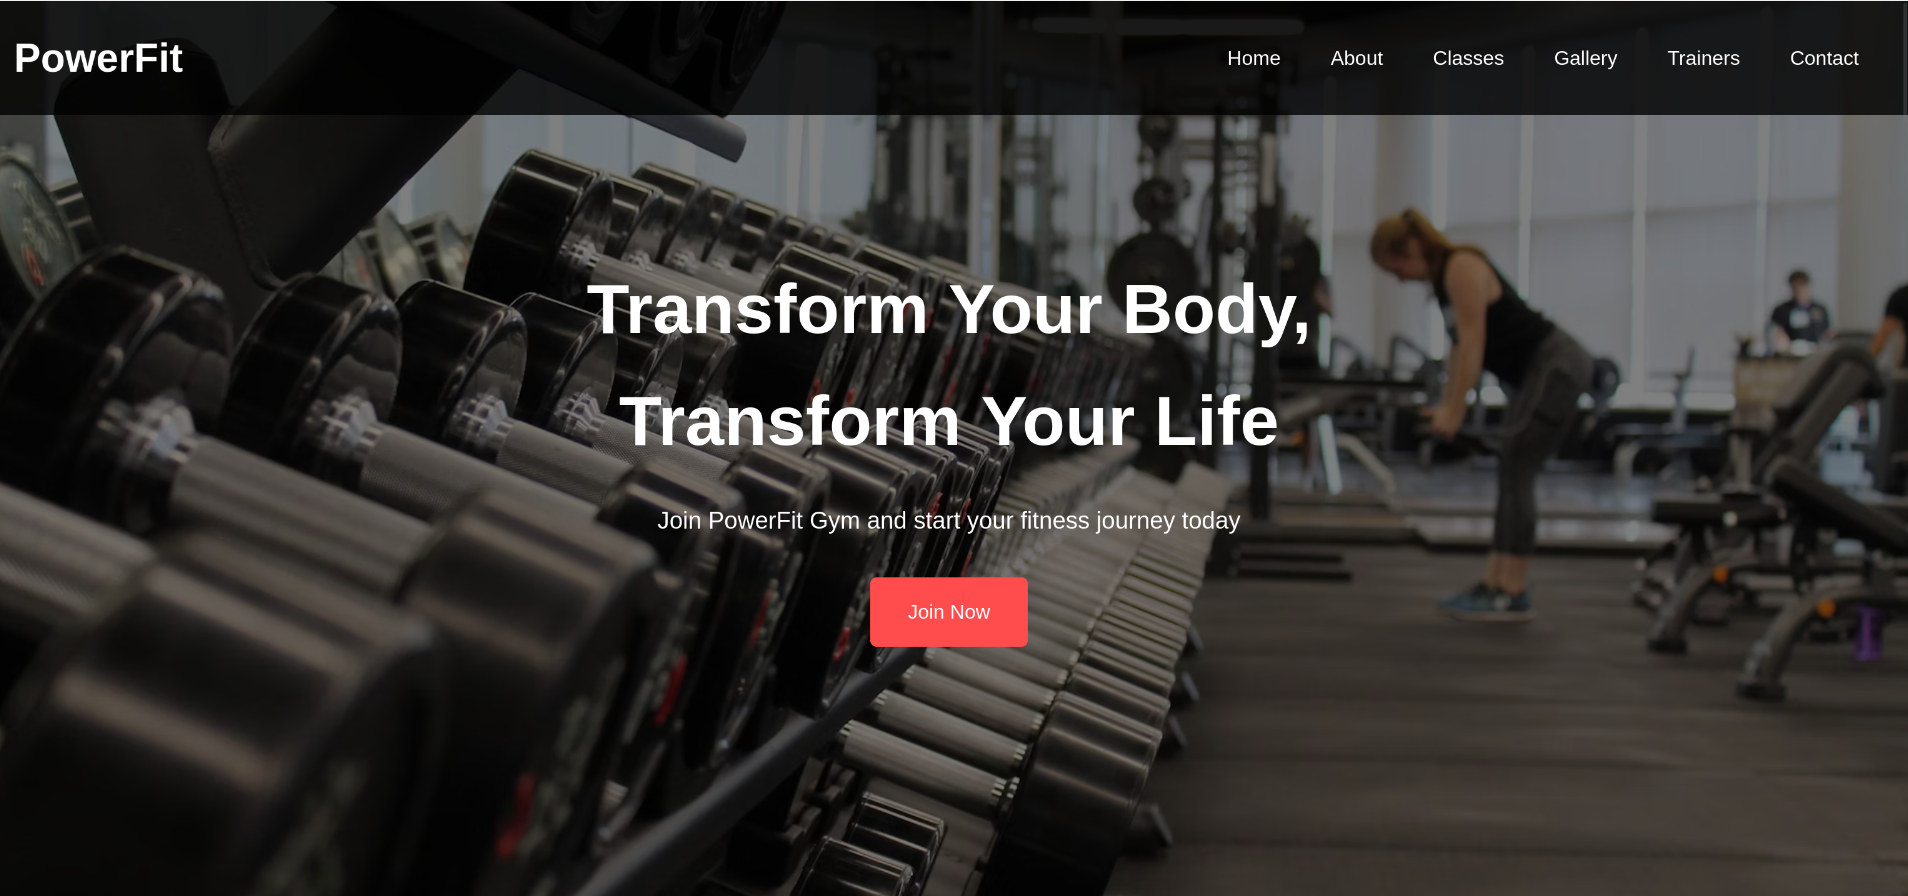 PowerFit
Home About Classes Gallery Trainers Contact
Transform Your Body,
Transform Your Life
Join PowerFit Gym and start your fitness journey today
Join Now